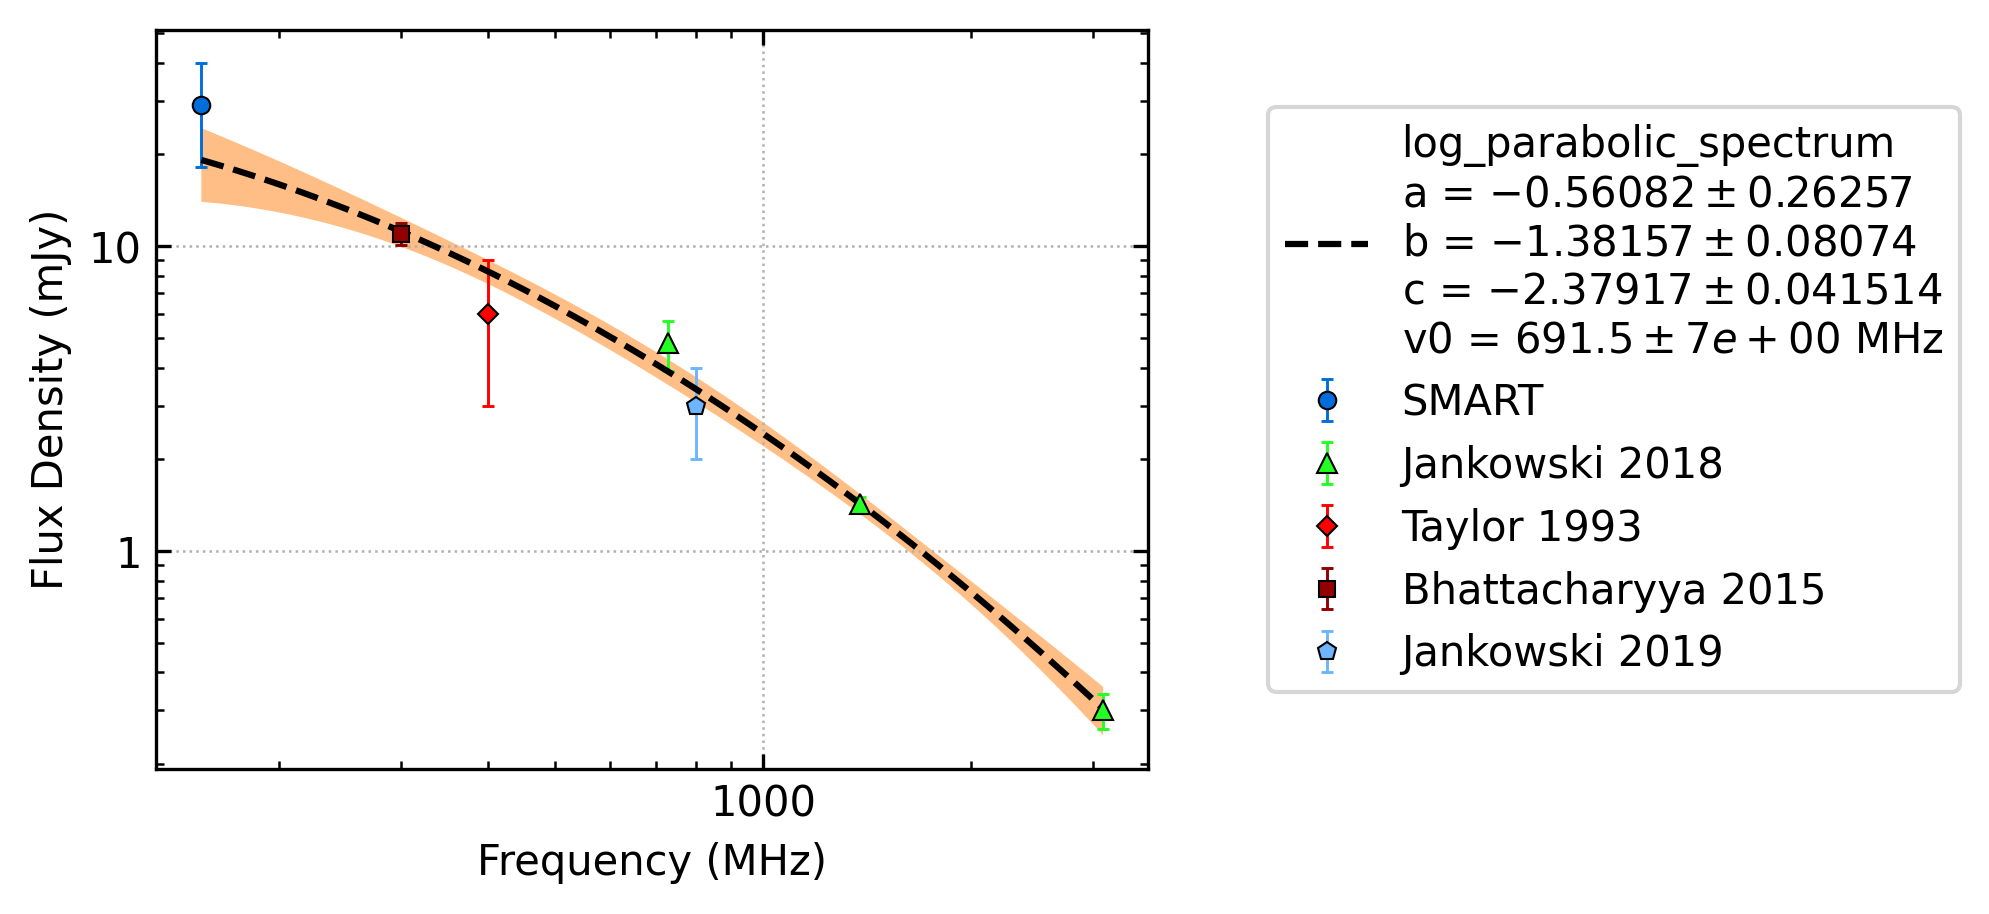 10
1
Flux Density (mJy)
1000
Frequency (MHz)
log_parabolic_spectrum
a = −0.56082 ± 0.26257
b = −1.38157 ± 0.08074
c = −2.37917 ± 0.041514
v0 = 691.5 ± 7e + 00 MHz
SMART
Jankowski 2018
Taylor 1993
Bhattacharyya 2015
Jankowski 2019